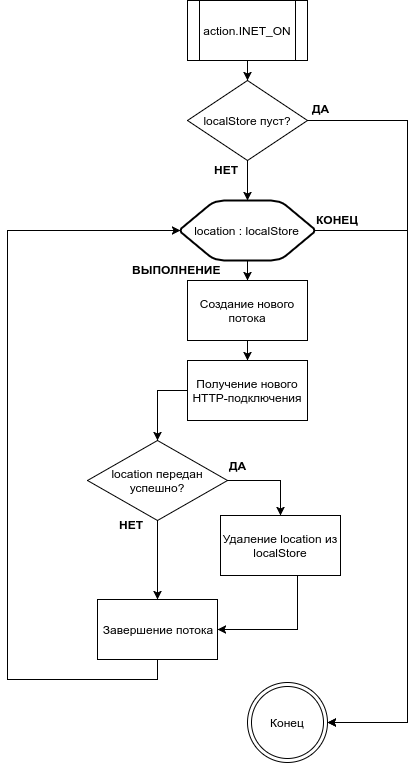 action.INET_ON
localStore пуст?
ДА
НЕТ
location : localStore
КОНЕЦ
ВЫПОЛНЕНИЕ
Создание нового
потока
Получение нового
HTTP-подключения
location передан
успешно?
ДА
НЕТ
Удаление location из
localStore
Завершение потока
Конец